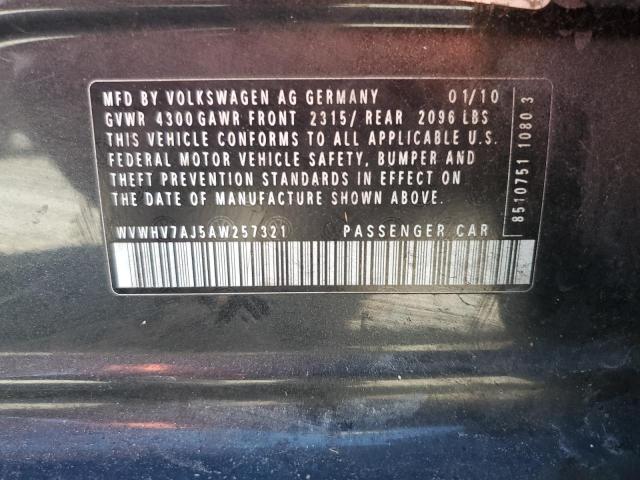 MFD BY VOLKSWAGEN AG GERMANY 01/10
GVWR 4300 GAWR FRONT 2315/ REAR 2096 LBS
THIS VEHICLE CONFORMS TO ALL APPLICABLE U.S.
FEDERAL MOTOR VEHICLE SAFETY, BUMPER AND
THEFT PREVENTION STANDARDS IN EFFECT ON
THE DATE OF MANUFACTURE SHOWN ABOVE.
WVWHV7AJ5AW257321 PASSENGER CAR
8510751 1080 3